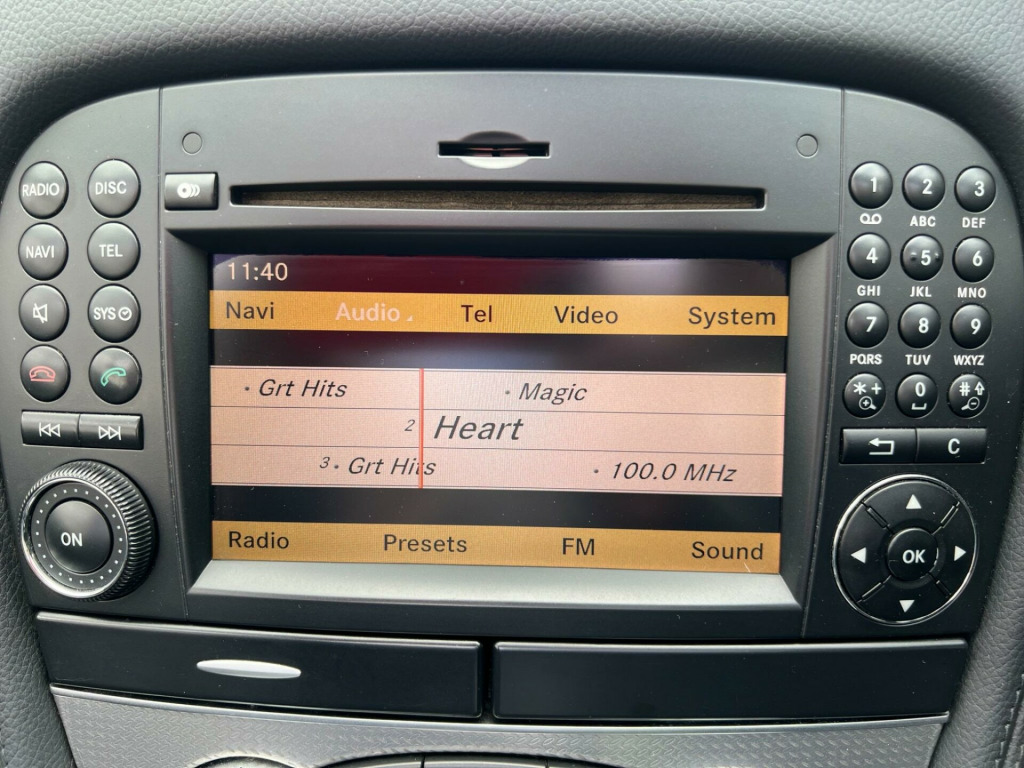 RADIO DISC
NAVI TEL
SYS
ON
11:40
Navi Audio Tel Video System
Grt Hits Magic
2 Heart
3 Grt Hits 100.0 MHz
Radio Presets FM Sound
1 2 3
ABC DEF
4 5 6
GHI JKL MNO
7 8 9
PQRS TUV WXYZ
*+ 0 #
C
OK